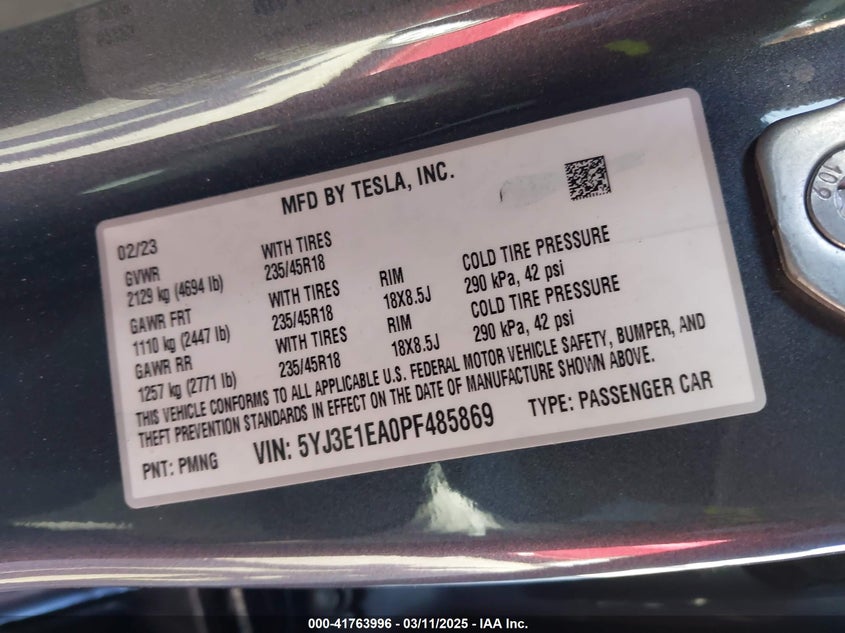 MFD BY TESLA, INC.
02/23
GVWR WITH TIRES
2129 kg (4694 lb) 235/45R18 RIM COLD TIRE PRESSURE
GAWR FRT WITH TIRES 18X8.5J 290 kPa, 42 psi
1110 kg (2447 lb) 235/45R18 RIM COLD TIRE PRESSURE
GAWR RR WITH TIRES 18X8.5J 290 kPa, 42 psi
1257 kg (2771 lb) 235/45R18
THIS VEHICLE CONFORMS TO ALL APPLICABLE U.S. FEDERAL MOTOR VEHICLE SAFETY, BUMPER, AND
THEFT PREVENTION STANDARDS IN EFFECT ON THE DATE OF MANUFACTURE SHOWN ABOVE.
PNT: PMNG VIN: 5YJ3E1EA0PF485869 TYPE: PASSENGER CAR
10.9
000-41763996 - 03/11/2025 - IAA Inc.